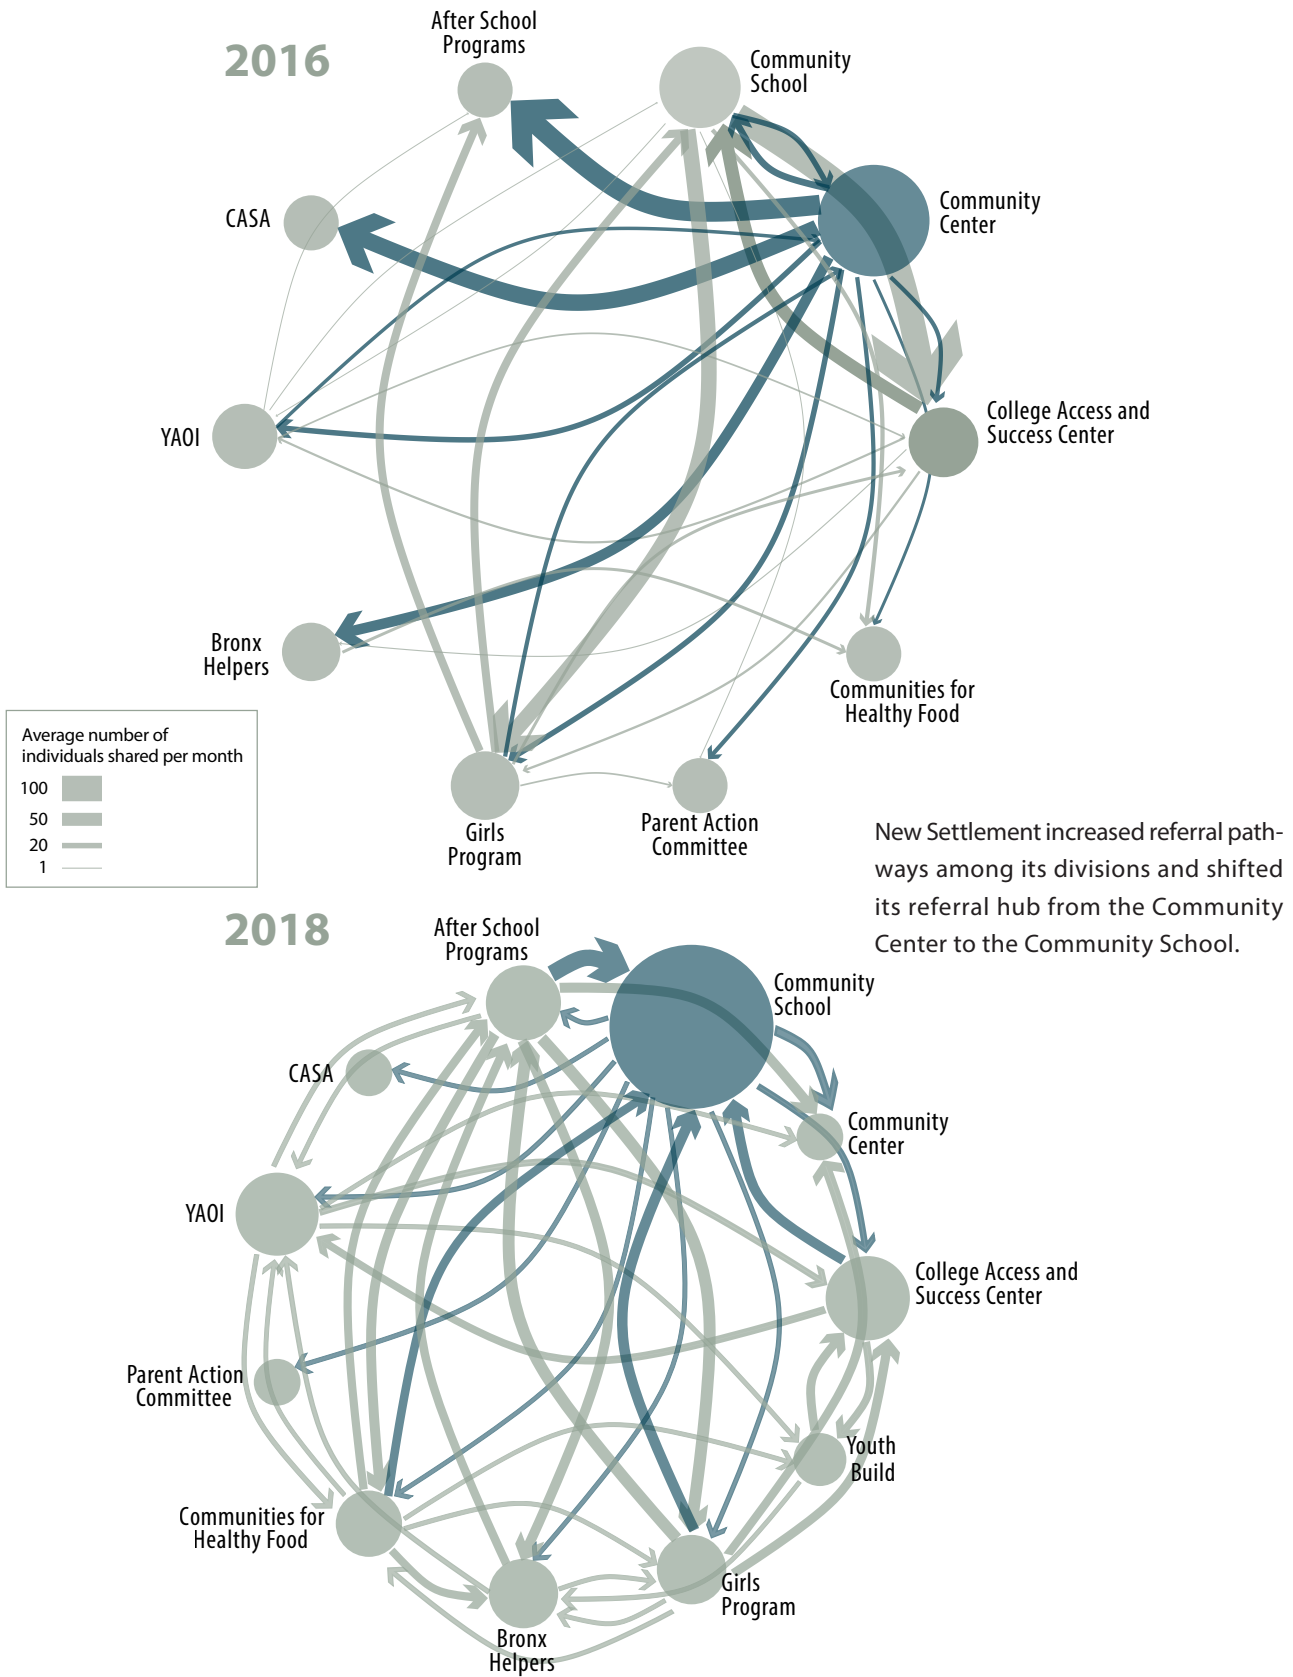 2016
After School
Programs
Community
School
CASA
Community
Center
YAOI
College Access and
Success Center
Bronx
Helpers
Communities for
Healthy Food
Girls
Program
Parent Action
Committee
Average number of
individuals shared per month
100
50
20
1
New Settlement increased referral path-
ways among its divisions and shifted
its referral hub from the Community
Center to the Community School.
2018
After School
Programs
Community
School
CASA
Community
Center
YAOI
College Access and
Success Center
Parent Action
Committee
Youth
Build
Communities for
Healthy Food
Girls
Program
Bronx
Helpers